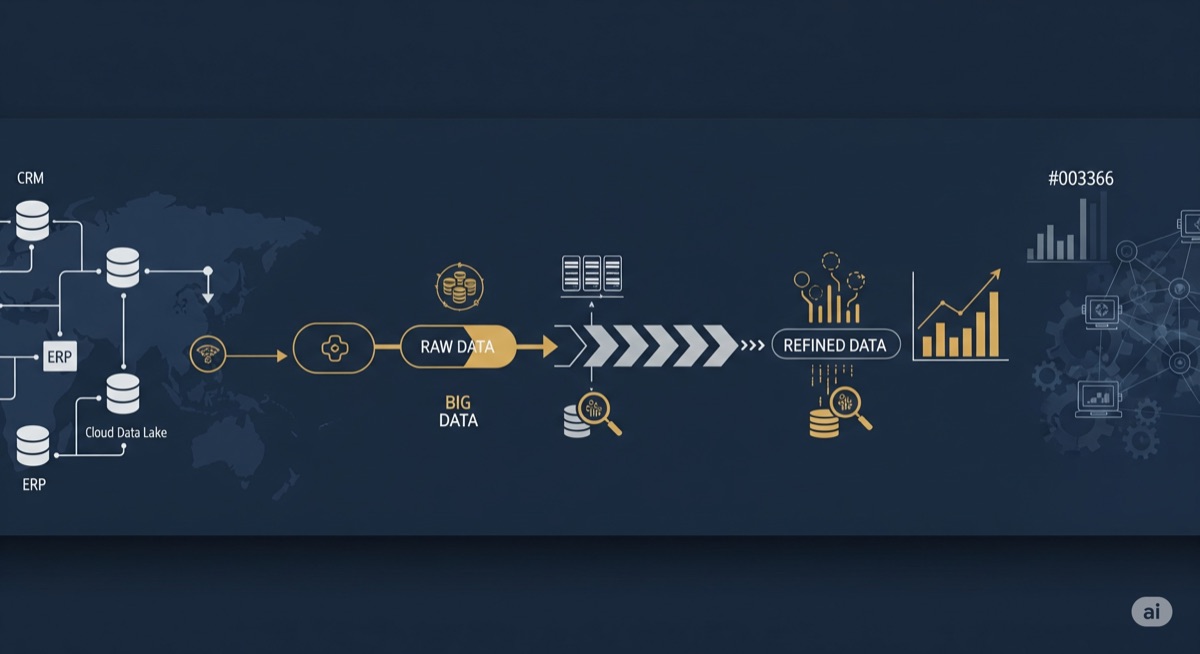 CRM
ERP
Cloud Data Lake
ERP
RAW DATA
BIG
DATA
REFINED DATA
#003366
ai